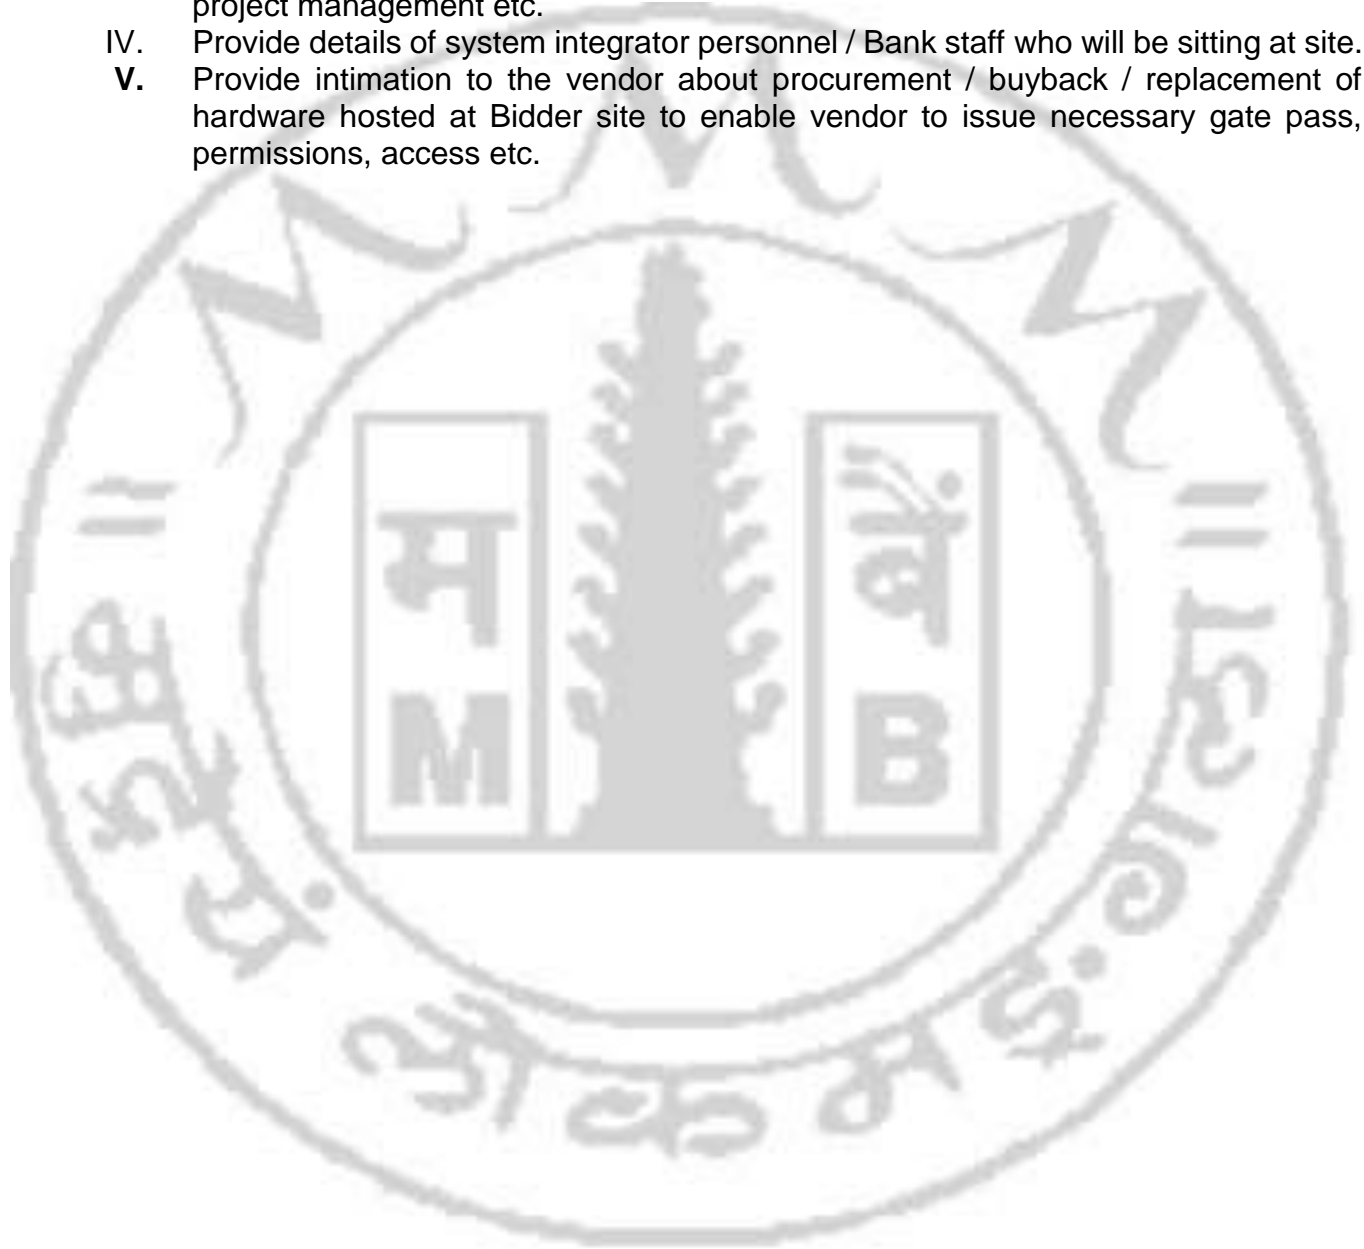 project management etc.
IV. Provide details of system integrator personnel / Bank staff who will be sitting at site.
V. Provide intimation to the vendor about procurement / buyback / replacement of
hardware hosted at Bidder site to enable vendor to issue necessary gate pass,
permissions, access etc.
म
बैं
M
B